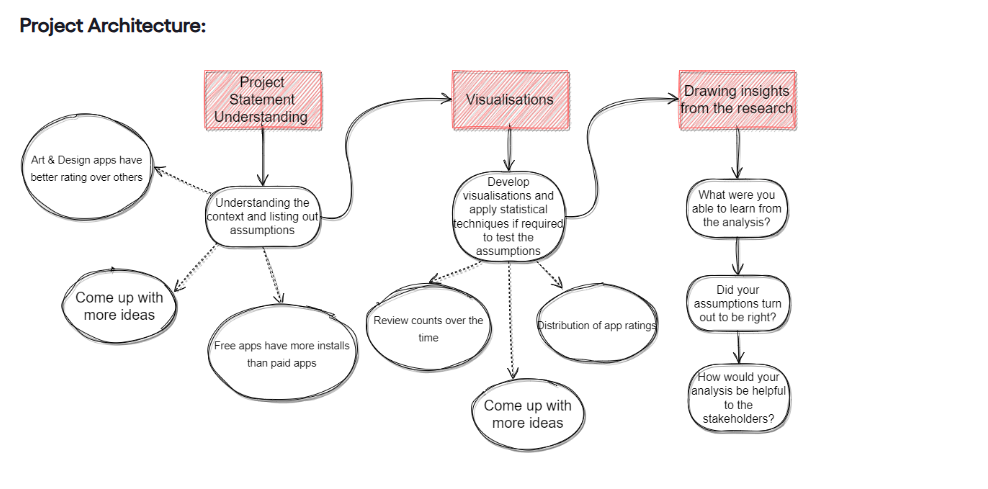 Project Architecture:
Project
Statement
Understanding
Visualisations
Drawing insights
from the research
Art & Design apps have
better rating over others
Understanding the
context and listing out
assumptions
Come up with
more ideas
Free apps have more installs
than paid apps
Develop
visualisations and
apply statistical
techniques if required
to test the
assumptions
Review counts over the
time
Distribution of app ratings
Come up with
more ideas
What were you
able to learn from
the analysis?
Did your
assumptions turn
out to be right?
How would your
analysis be helpful
to the
stakeholders?